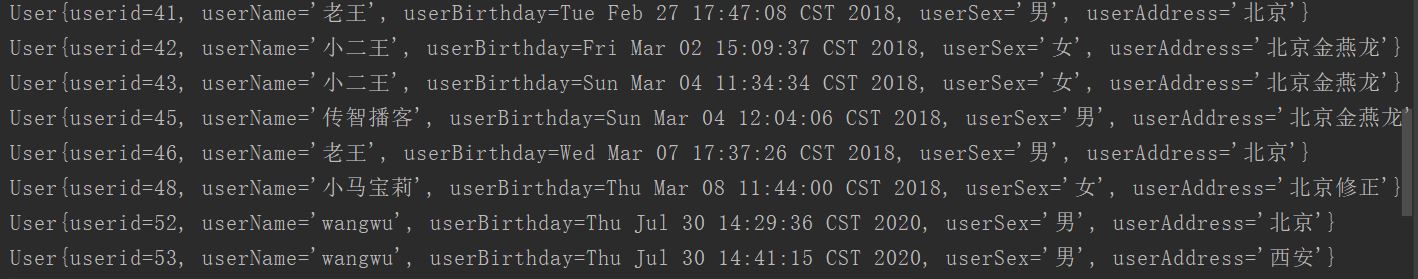 User{userid=41, userName='老王', userBirthday=Tue Feb 27 17:47:08 CST 2018, userSex='男', userAddress='北京'}
User{userid=42, userName='小二王', userBirthday=Fri Mar 02 15:09:37 CST 2018, userSex='女', userAddress='北京金燕龙'}
User{userid=43, userName='小二王', userBirthday=Sun Mar 04 11:34:34 CST 2018, userSex='女', userAddress='北京金燕龙'}
User{userid=45, userName='传智播客', userBirthday=Sun Mar 04 12:04:06 CST 2018, userSex='男', userAddress='北京金燕龙'
User{userid=46, userName='老王', userBirthday=Wed Mar 07 17:37:26 CST 2018, userSex='男', userAddress='北京'}
User{userid=48, userName='小马宝莉', userBirthday=Thu Mar 08 11:44:00 CST 2018, userSex='女', userAddress='北京修正'}
User{userid=52, userName='wangwu', userBirthday=Thu Jul 30 14:29:36 CST 2020, userSex='男', userAddress='北京'}
User{userid=53, userName='wangwu', userBirthday=Thu Jul 30 14:41:15 CST 2020, userSex='男', userAddress='西安'}